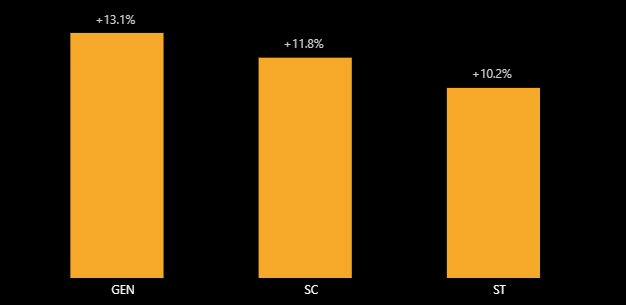 +13.1%
+11.8%
+10.2%
GEN
SC
ST